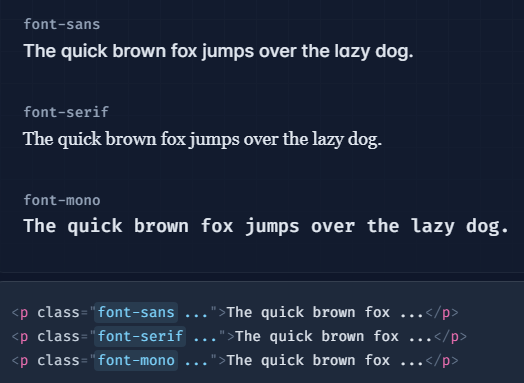 font-sans
The quick brown fox jumps over the lazy dog.
font-serif
The quick brown fox jumps over the lazy dog.
font-mono
The quick brown fox jumps over the lazy dog.
<p class="font-sans ...">The quick brown fox ...</p>
<p class="font-serif ...">The quick brown fox ...</p>
<p class="font-mono ...">The quick brown fox ...</p>